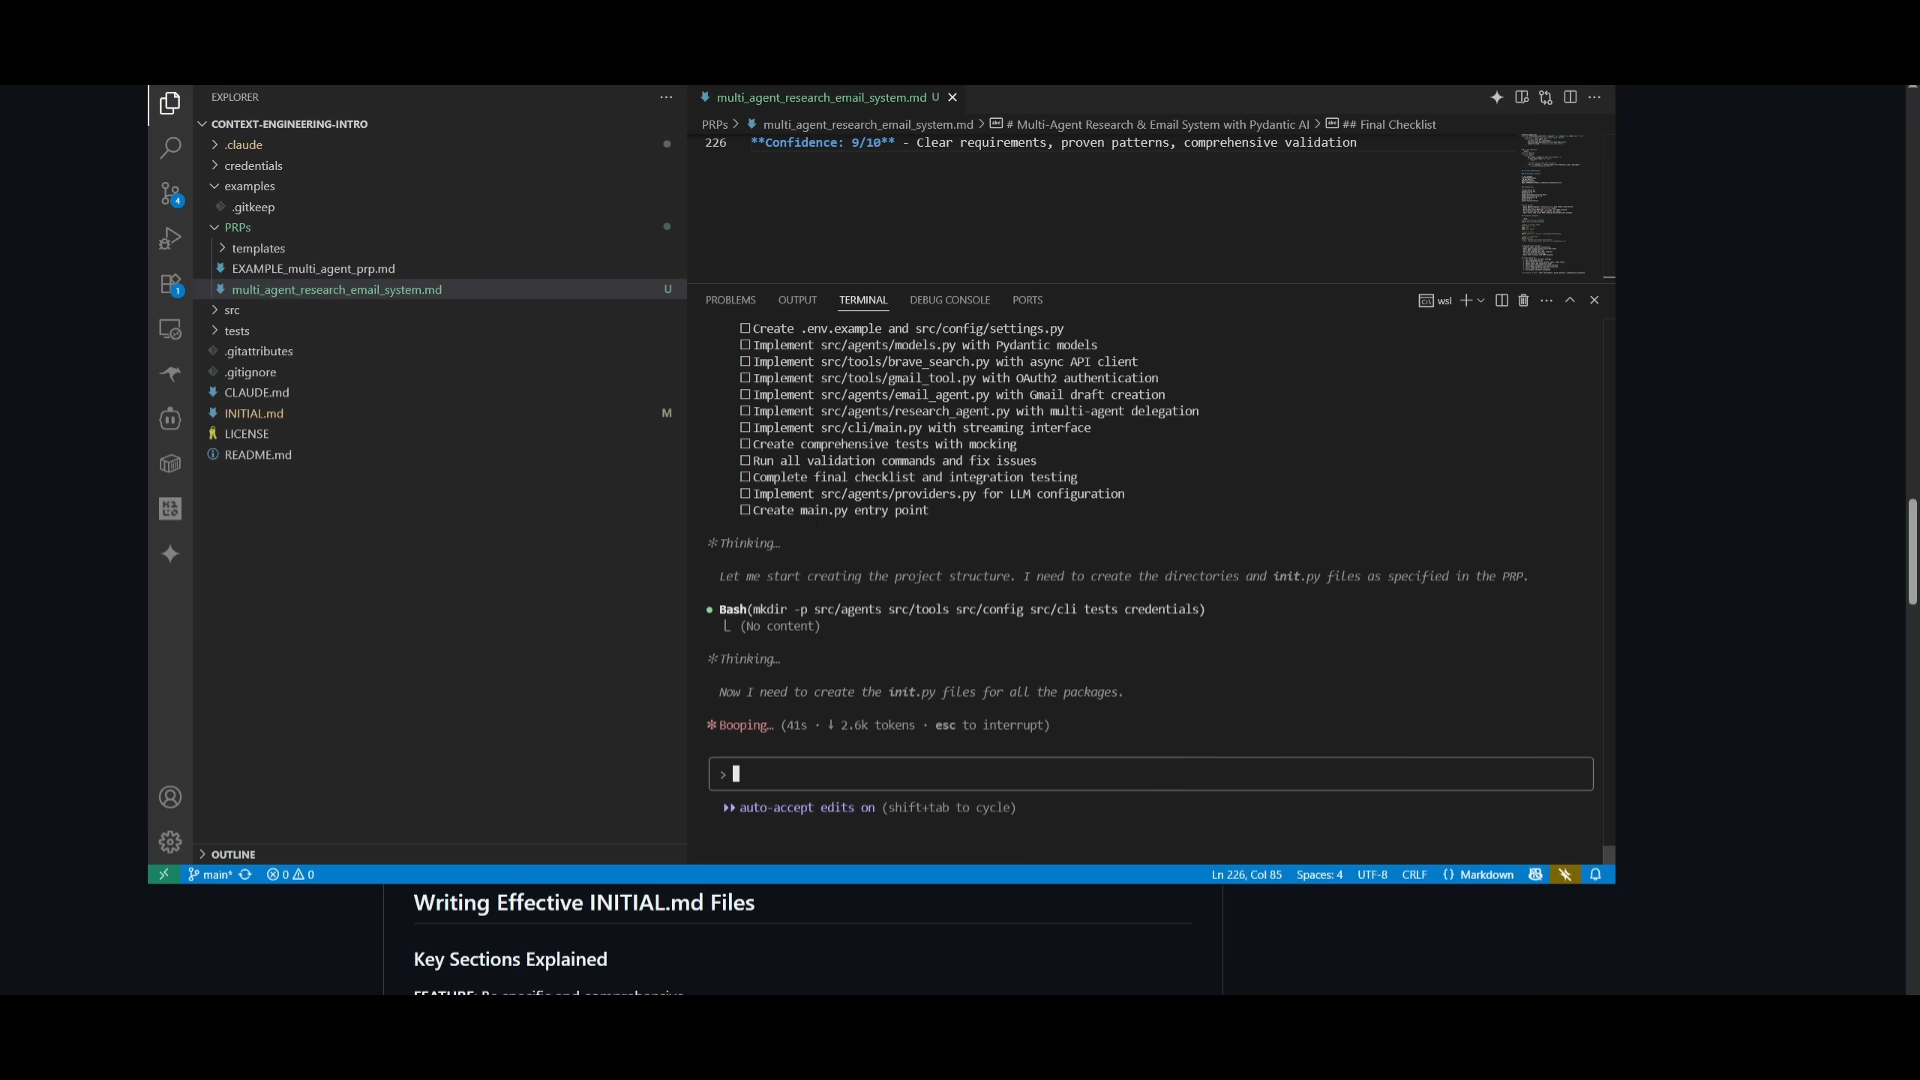 EXPLORER
CONTEXT-ENGINEERING-INTRO
.claude
credentials
examples
.gitkeep
PRPs
templates
EXAMPLE_multi_agent_prp.md
multi_agent_research_email_system.md U
src
tests
.gitattributes
.gitignore
CLAUDE.md
INITIAL.md M
LICENSE
README.md
OUTLINE
4
1
multi_agent_research_email_system.md U
PRPs > multi_agent_research_email_system.md > # Multi-Agent Research & Email System with Pydantic AI > ## Final Checklist
226 **Confidence: 9/10** - Clear requirements, proven patterns, comprehensive validation
PROBLEMS OUTPUT TERMINAL DEBUG CONSOLE PORTS wsl
☐ Create .env.example and src/config/settings.py
☐ Implement src/agents/models.py with Pydantic models
☐ Implement src/tools/brave_search.py with async API client
☐ Implement src/tools/gmail_tool.py with OAuth2 authentication
☐ Implement src/agents/email_agent.py with Gmail draft creation
☐ Implement src/agents/research_agent.py with multi-agent delegation
☐ Implement src/cli/main.py with streaming interface
☐ Create comprehensive tests with mocking
☐ Run all validation commands and fix issues
☐ Complete final checklist and integration testing
☐ Implement src/agents/providers.py for LLM configuration
☐ Create main.py entry point
✻ Thinking…
Let me start creating the project structure. I need to create the directories and init.py files as specified in the PRP.
● Bash(mkdir -p src/agents src/tools src/config src/cli tests credentials)
⎿ (No content)
✻ Thinking…
Now I need to create the init.py files for all the packages.
✻ Booping… (41s · ↓ 2.6k tokens · esc to interrupt)
>
⏵⏵ auto-accept edits on (shift+tab to cycle)
main* 0 0 Ln 226, Col 85 Spaces: 4 UTF-8 CRLF {} Markdown
Writing Effective INITIAL.md Files
Key Sections Explained